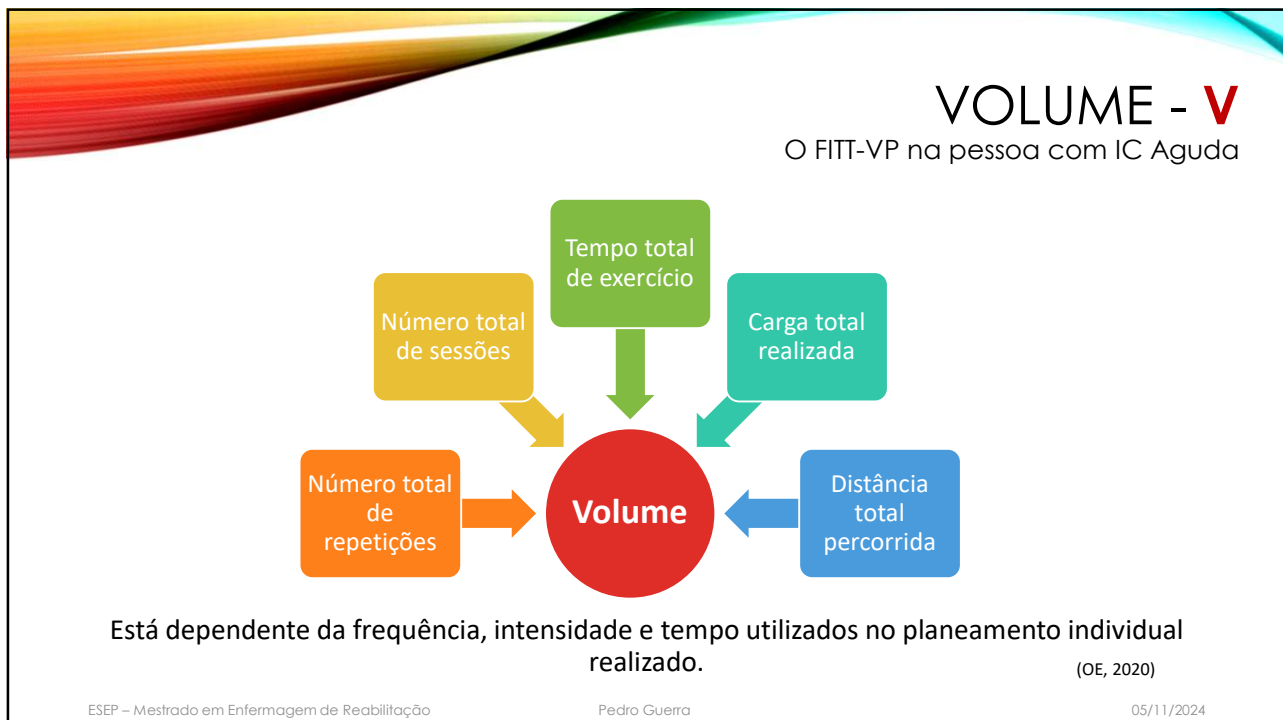 VOLUME - V
O FITT-VP na pessoa com IC Aguda
Tempo total
de exercício
Número total
de sessões
Carga total
realizada
Número total
de
repetições
Volume
Distância
total
percorrida
Está dependente da frequência, intensidade e tempo utilizados no planeamento individual
realizado.
(OE, 2020)
ESEP – Mestrado em Enfermagem de Reabilitação
Pedro Guerra
05/11/2024